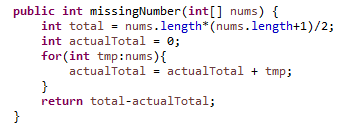 public int missingNumber(int[] nums) {
    int total = nums.length*(nums.length+1)/2;
    int actualTotal = 0;
    for(int tmp:nums){
        actualTotal = actualTotal + tmp;
    }
    return total-actualTotal;
}